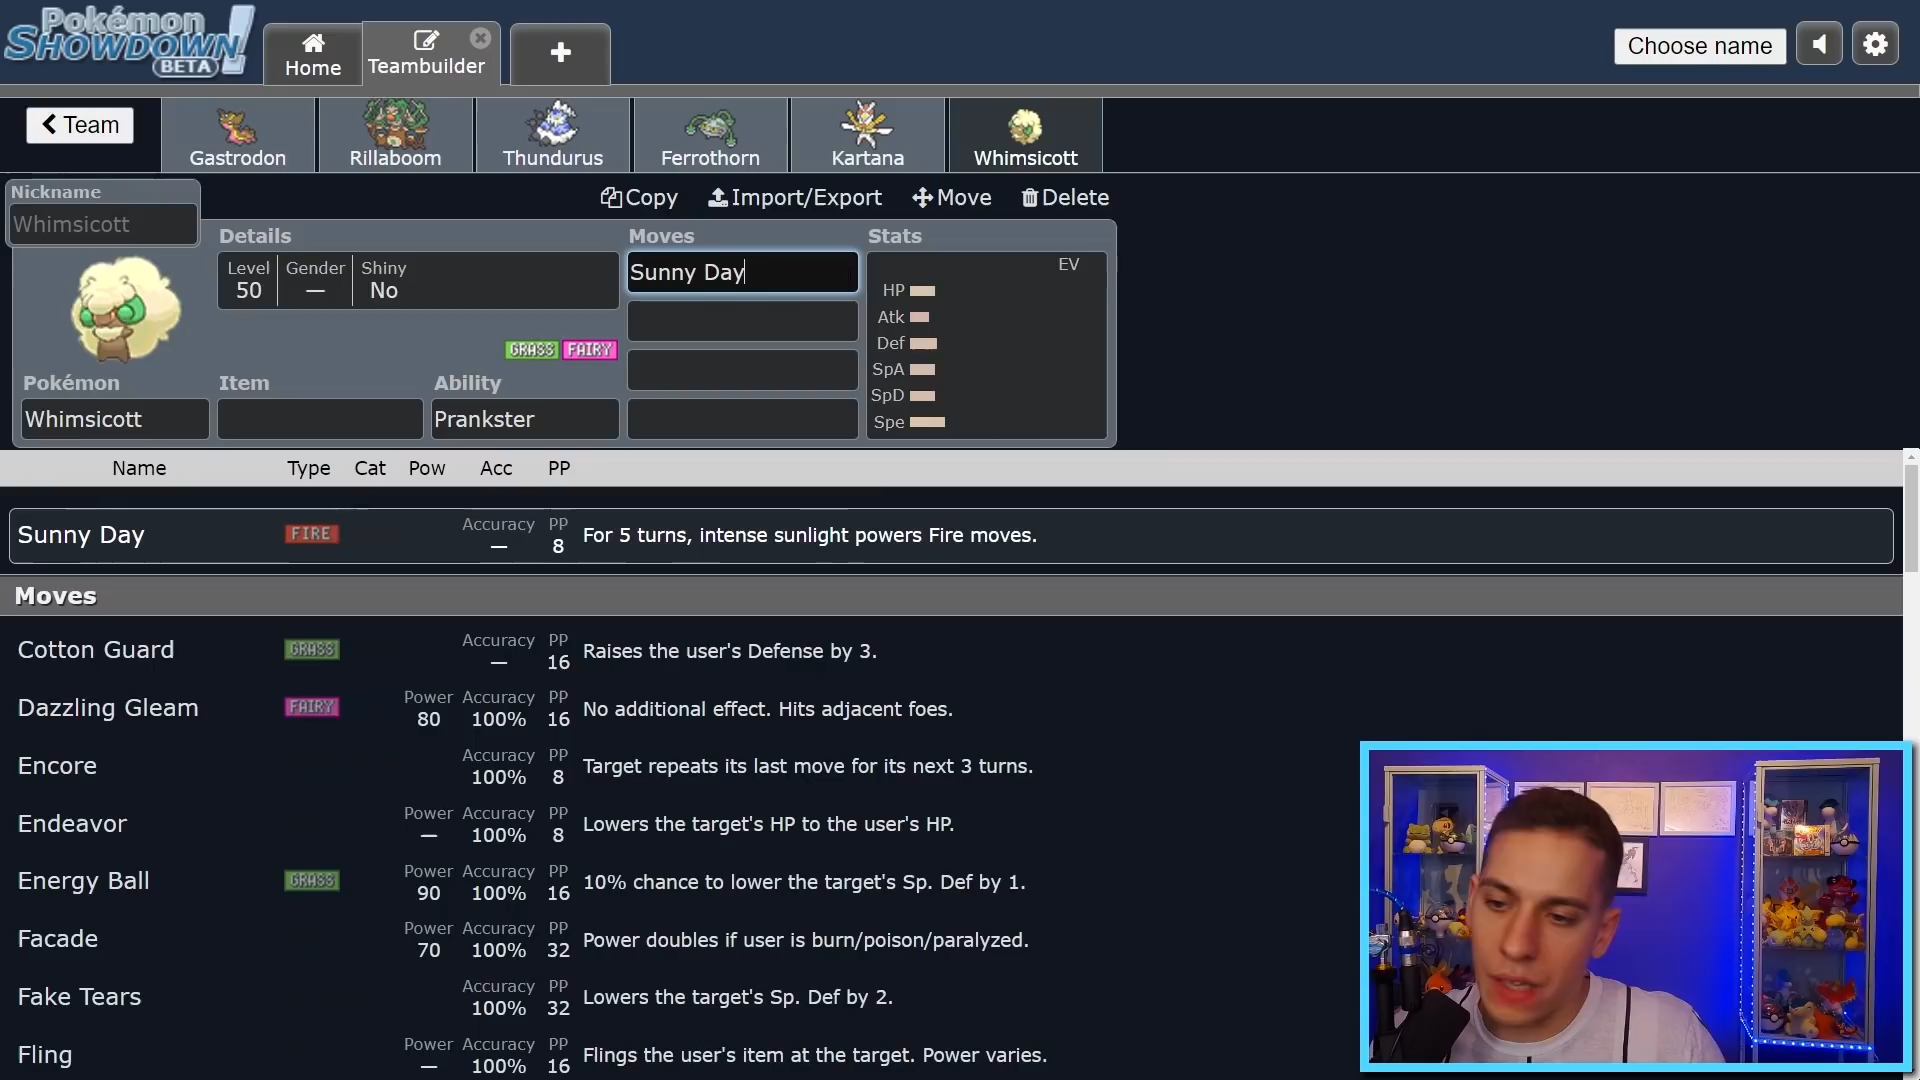 Pokémon
SHOWDOWN!
BETA
Home
Teambuilder
Choose name
Team
Gastrodon
Rillaboom
Thundurus
Ferrothorn
Kartana
Whimsicott
Nickname
Whimsicott
Copy
Import/Export
Move
Delete
Details
Moves
Stats
Level
50
Gender
—
Shiny
No
Sunny Day
EV
HP
Atk
Def
SpA
SpD
Spe
GRASS FAIRY
Pokémon
Item
Ability
Whimsicott
Prankster
Name Type Cat Pow Acc PP
Sunny Day FIRE Accuracy — PP 8 For 5 turns, intense sunlight powers Fire moves.
Moves
Cotton Guard GRASS Accuracy — PP 16 Raises the user's Defense by 3.
Dazzling Gleam FAIRY Power 80 Accuracy 100% PP 16 No additional effect. Hits adjacent foes.
Encore Accuracy 100% PP 8 Target repeats its last move for its next 3 turns.
Endeavor Power — Accuracy 100% PP 8 Lowers the target's HP to the user's HP.
Energy Ball GRASS Power 90 Accuracy 100% PP 16 10% chance to lower the target's Sp. Def by 1.
Facade Power 70 Accuracy 100% PP 32 Power doubles if user is burn/poison/paralyzed.
Fake Tears Accuracy 100% PP 32 Lowers the target's Sp. Def by 2.
Fling Power — Accuracy 100% PP 16 Flings the user's item at the target. Power varies.